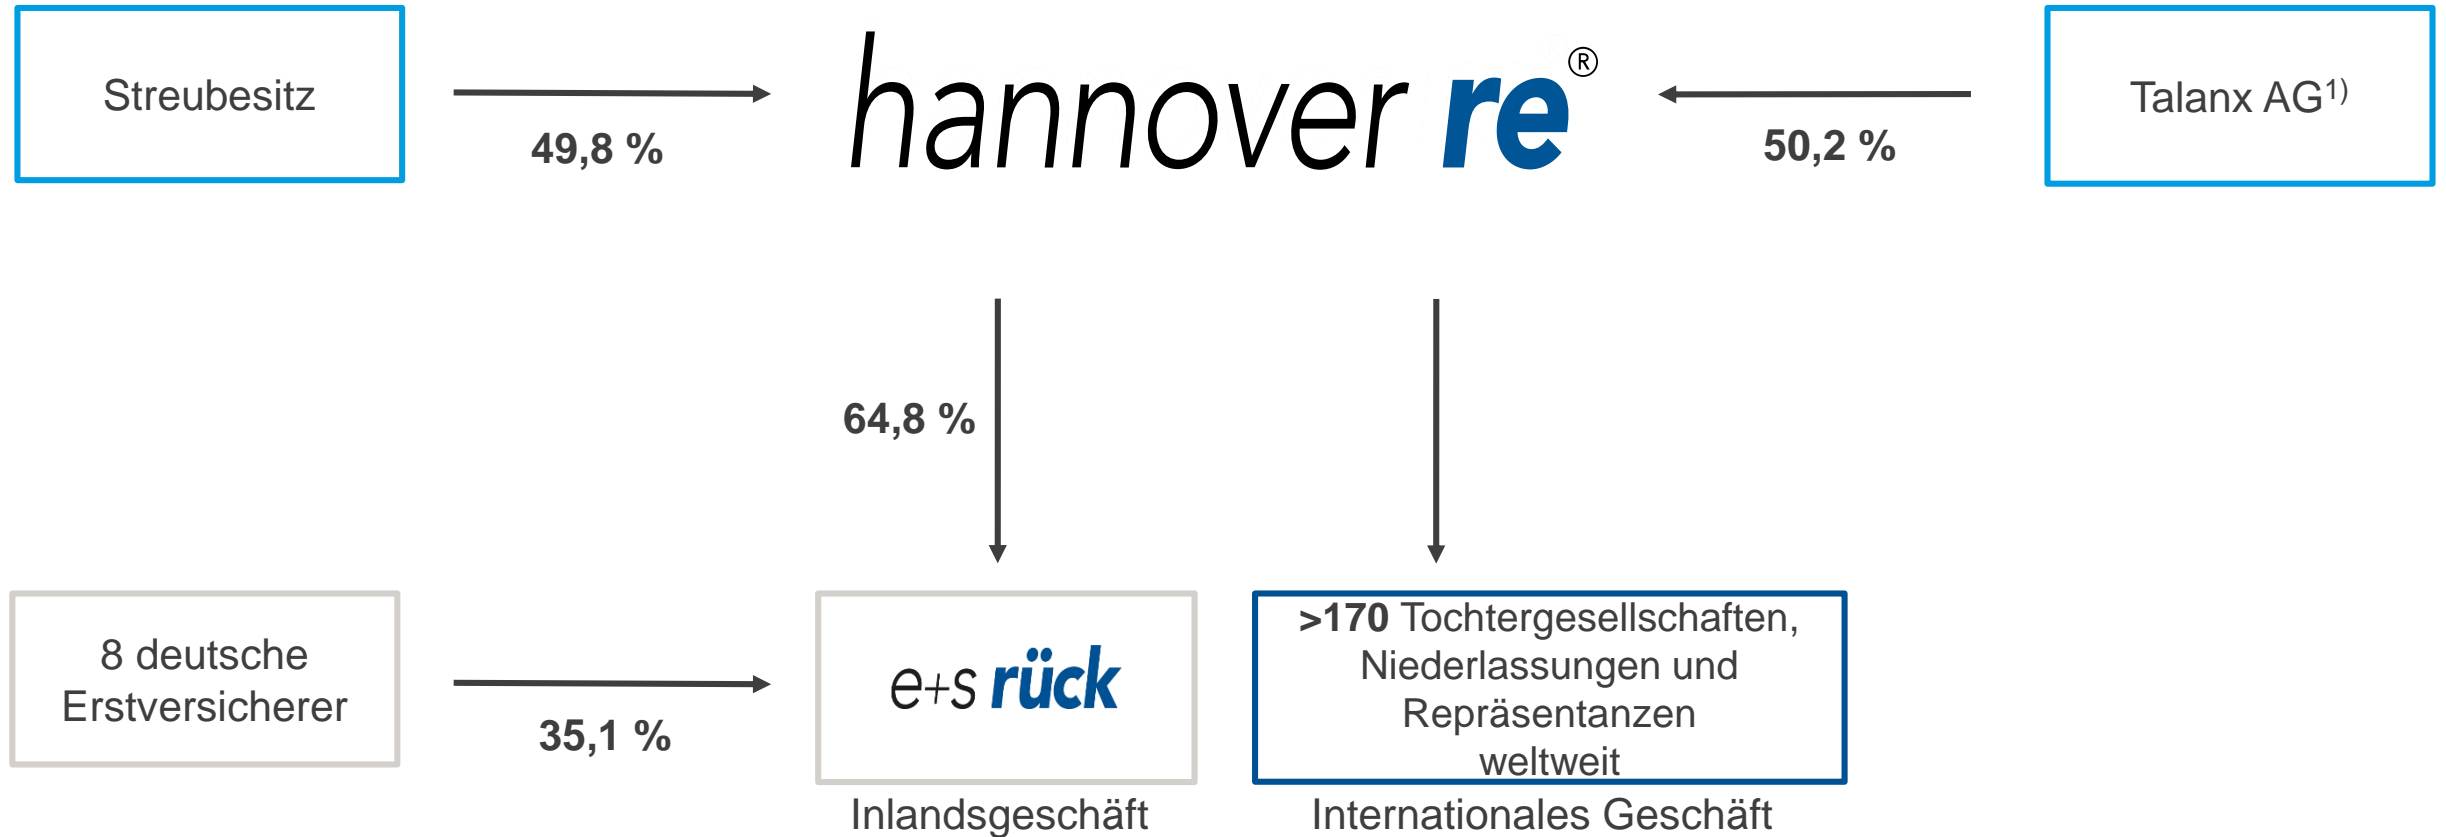 Streubesitz
49,8 %
hannover re®
50,2 %
Talanx AG1)
64,8 %
8 deutsche
Erstversicherer
35,1 %
e+s rück
Inlandsgeschäft
>170 Tochtergesellschaften,
Niederlassungen und
Repräsentanzen
weltweit
Internationales Geschäft